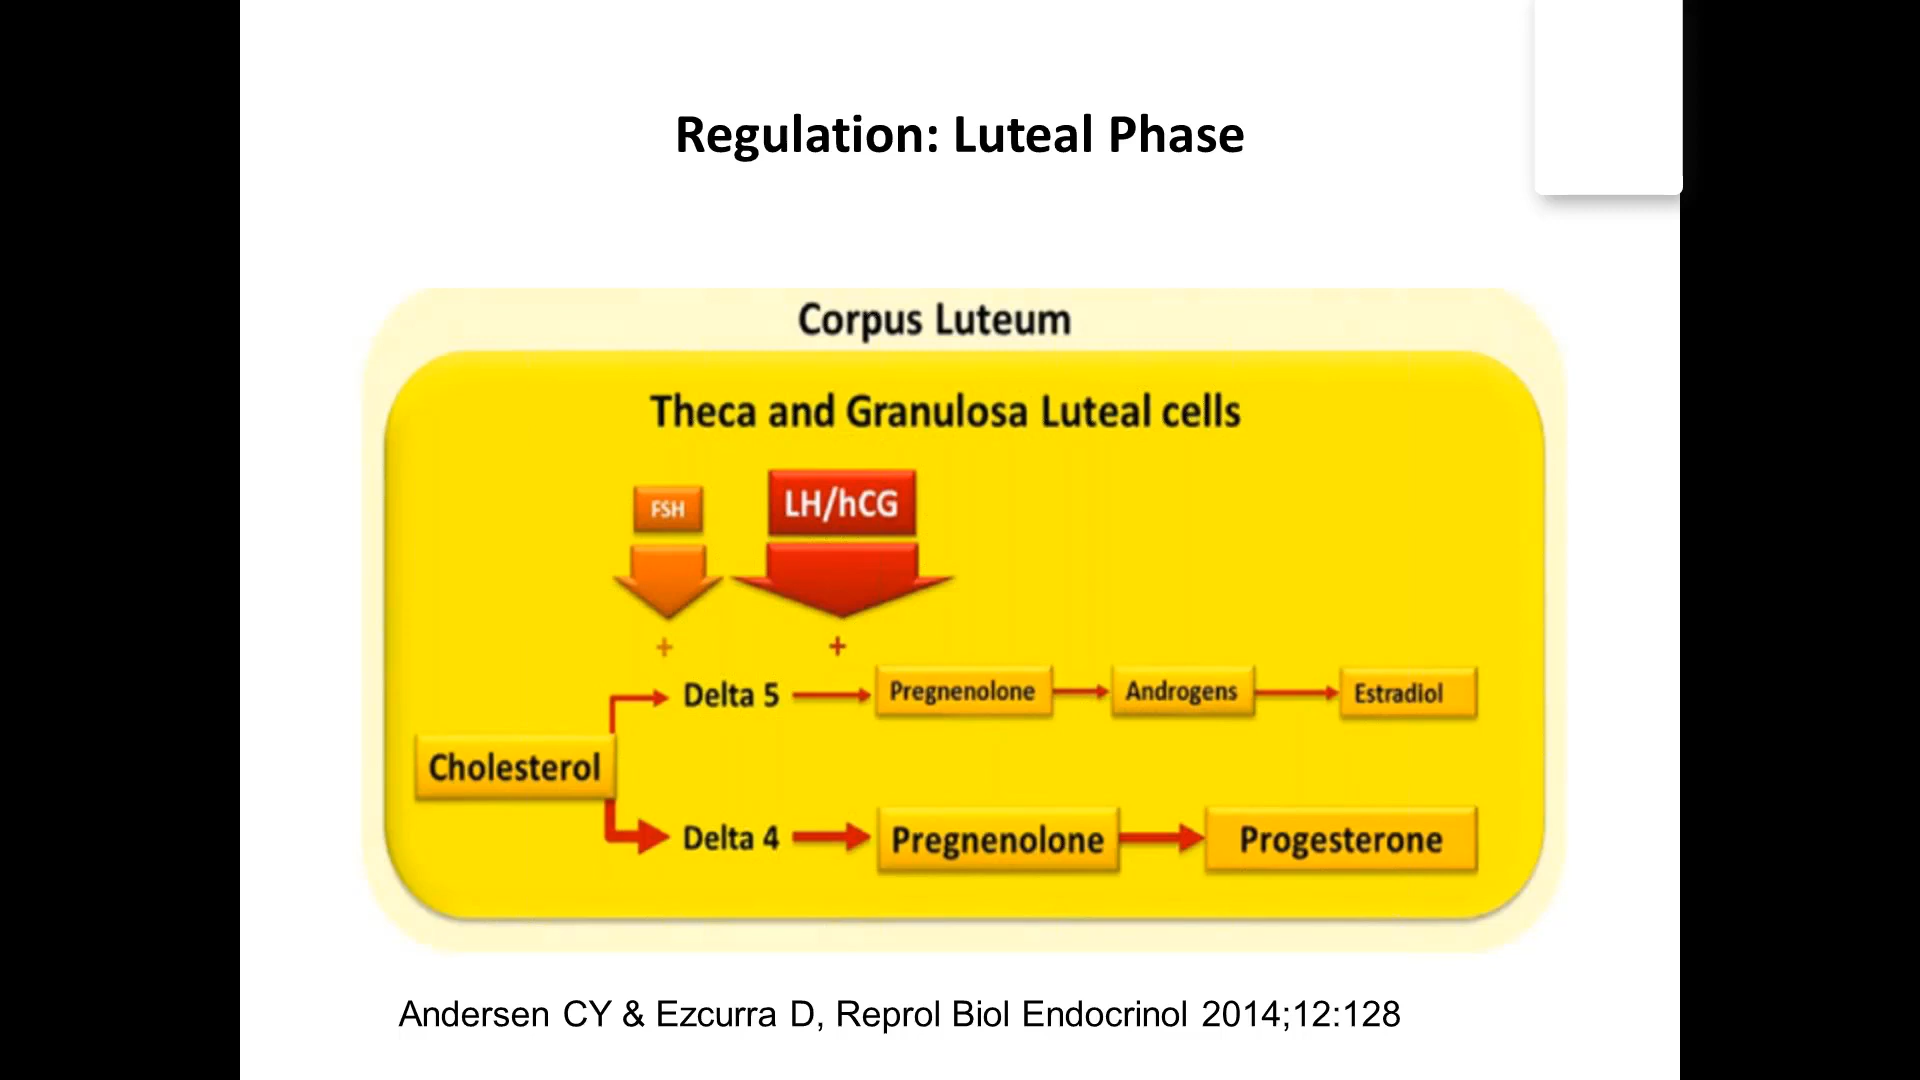 Regulation: Luteal Phase
Corpus Luteum
Theca and Granulosa Luteal cells
FSH
LH/hCG
+ +
Delta 5 Pregnenolone Androgens Estradiol
Cholesterol
Delta 4 Pregnenolone Progesterone
Andersen CY & Ezcurra D, Reprol Biol Endocrinol 2014;12:128